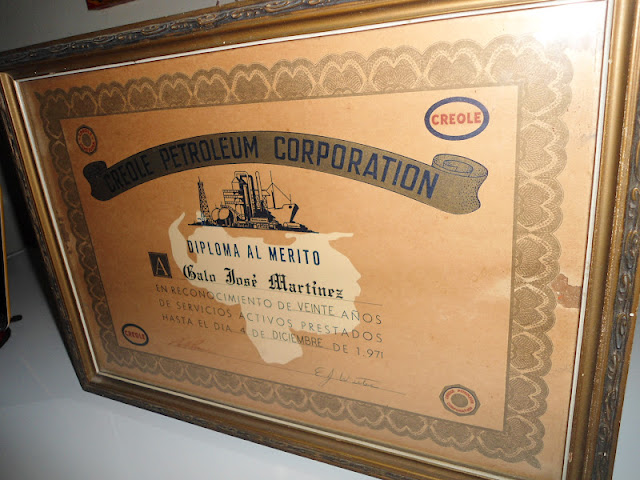 CREOLE
CREOLE PETROLEUM CORPORATION
DIPLOMA AL MERITO
A Galo José Martínez
EN RECONOCIMIENTO DE VEINTE AÑOS
DE SERVICIOS ACTIVOS PRESTADOS
HASTA EL DIA 4 DE DICIEMBRE DE 1.971
CREOLE